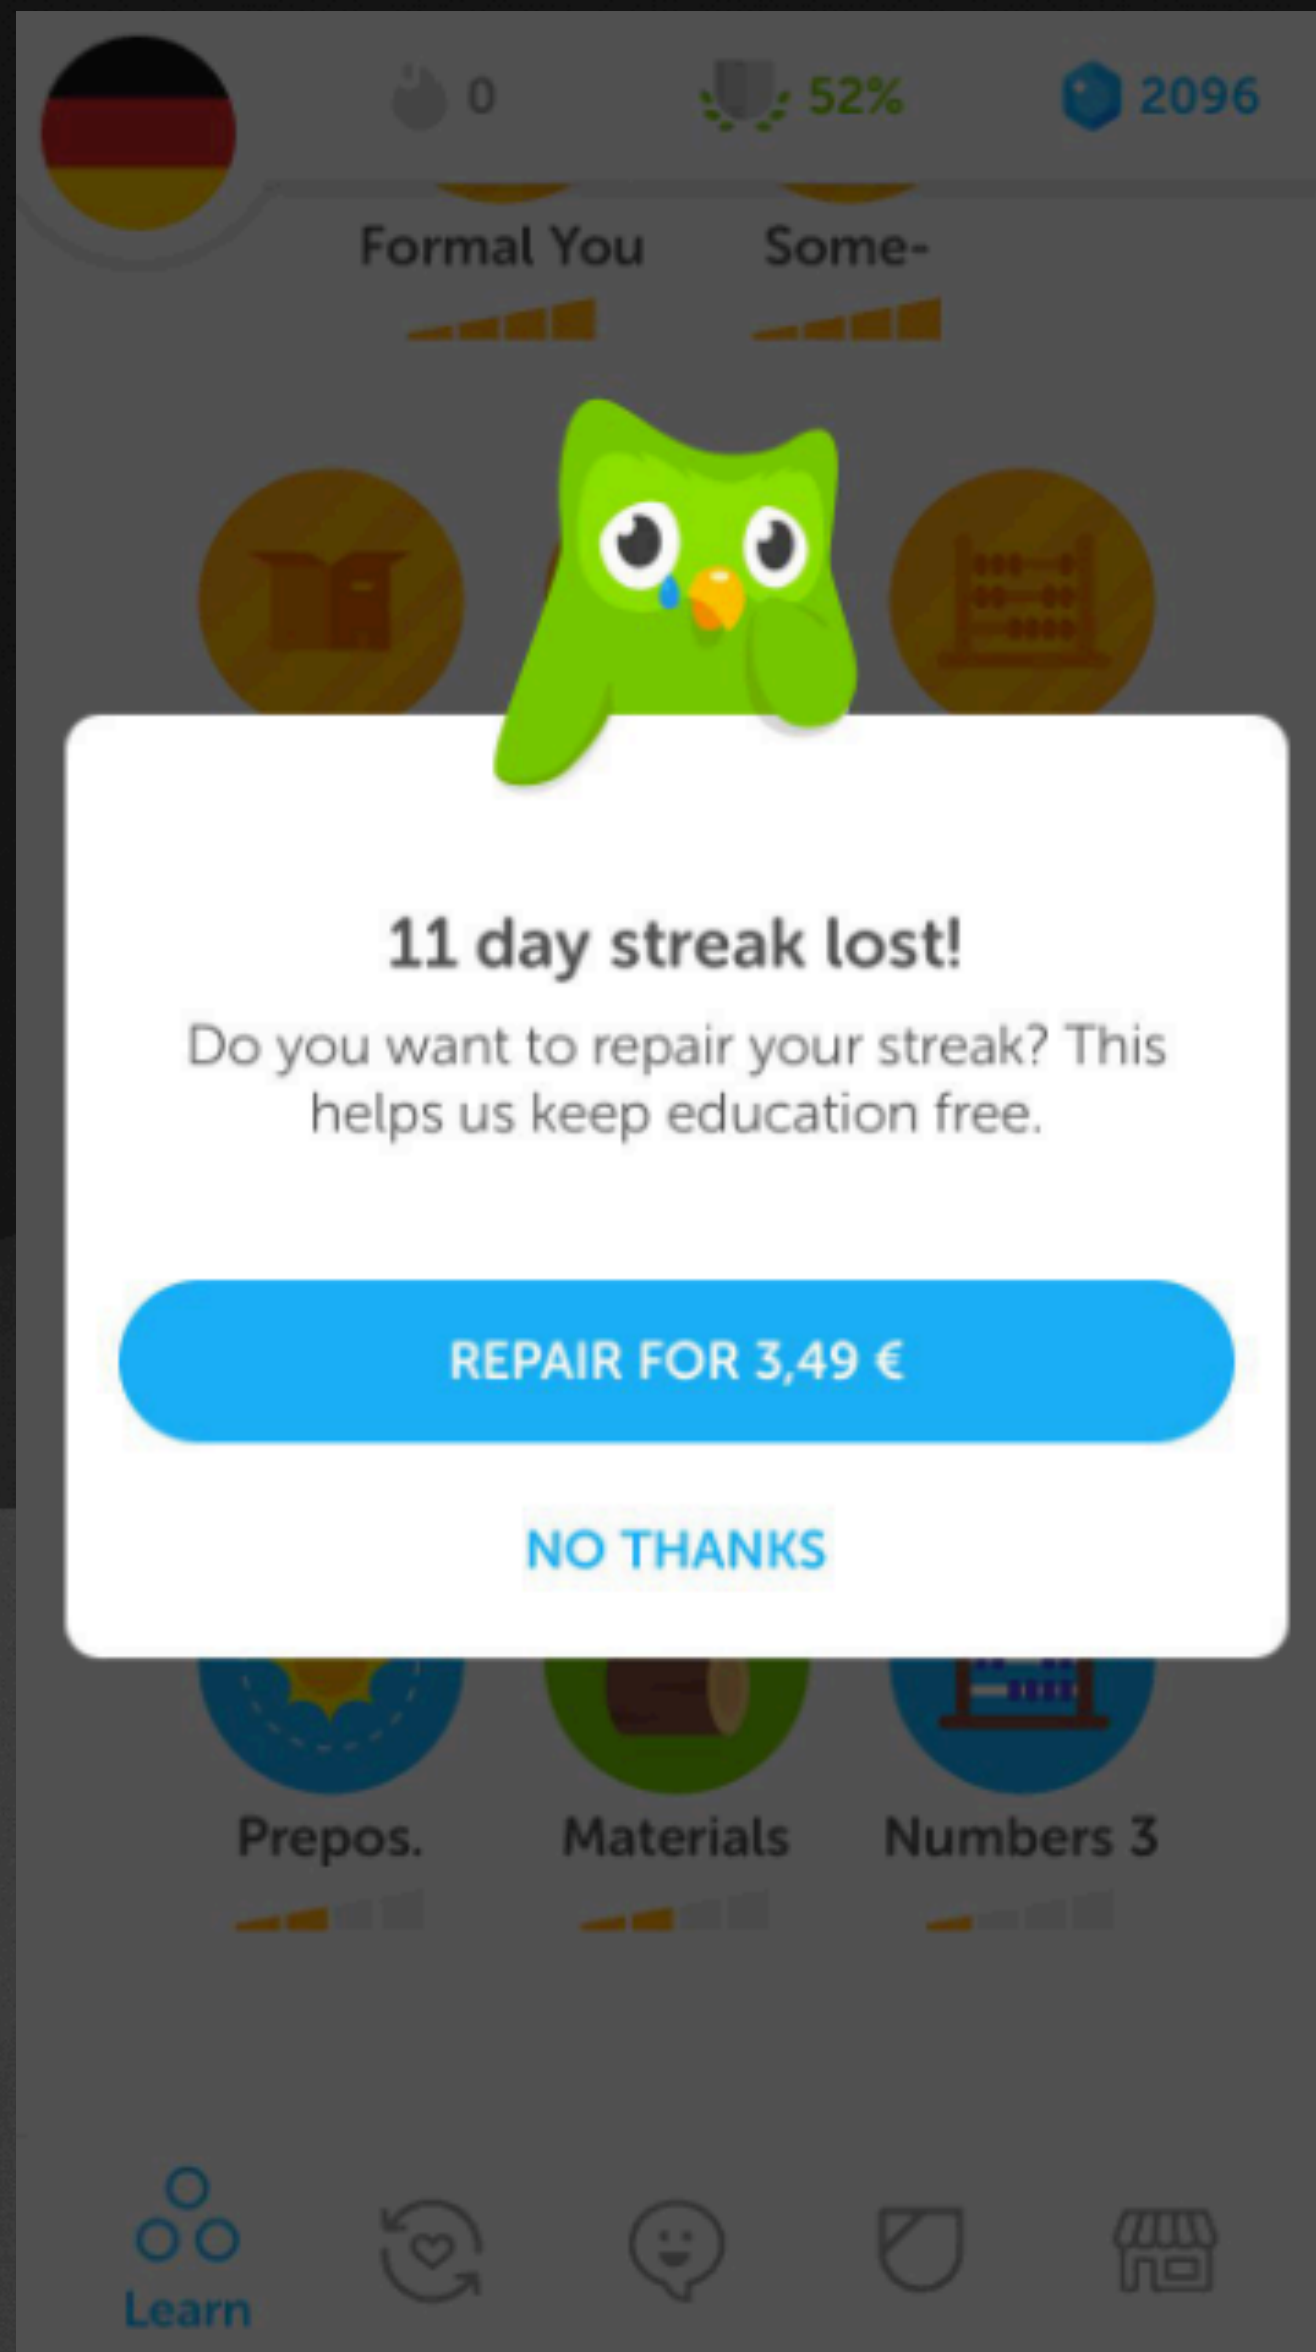 0 52% 2096
Formal You Some-
11 day streak lost!
Do you want to repair your streak? This
helps us keep education free.
REPAIR FOR 3,49 €
NO THANKS
Prepos. Materials Numbers 3
Learn